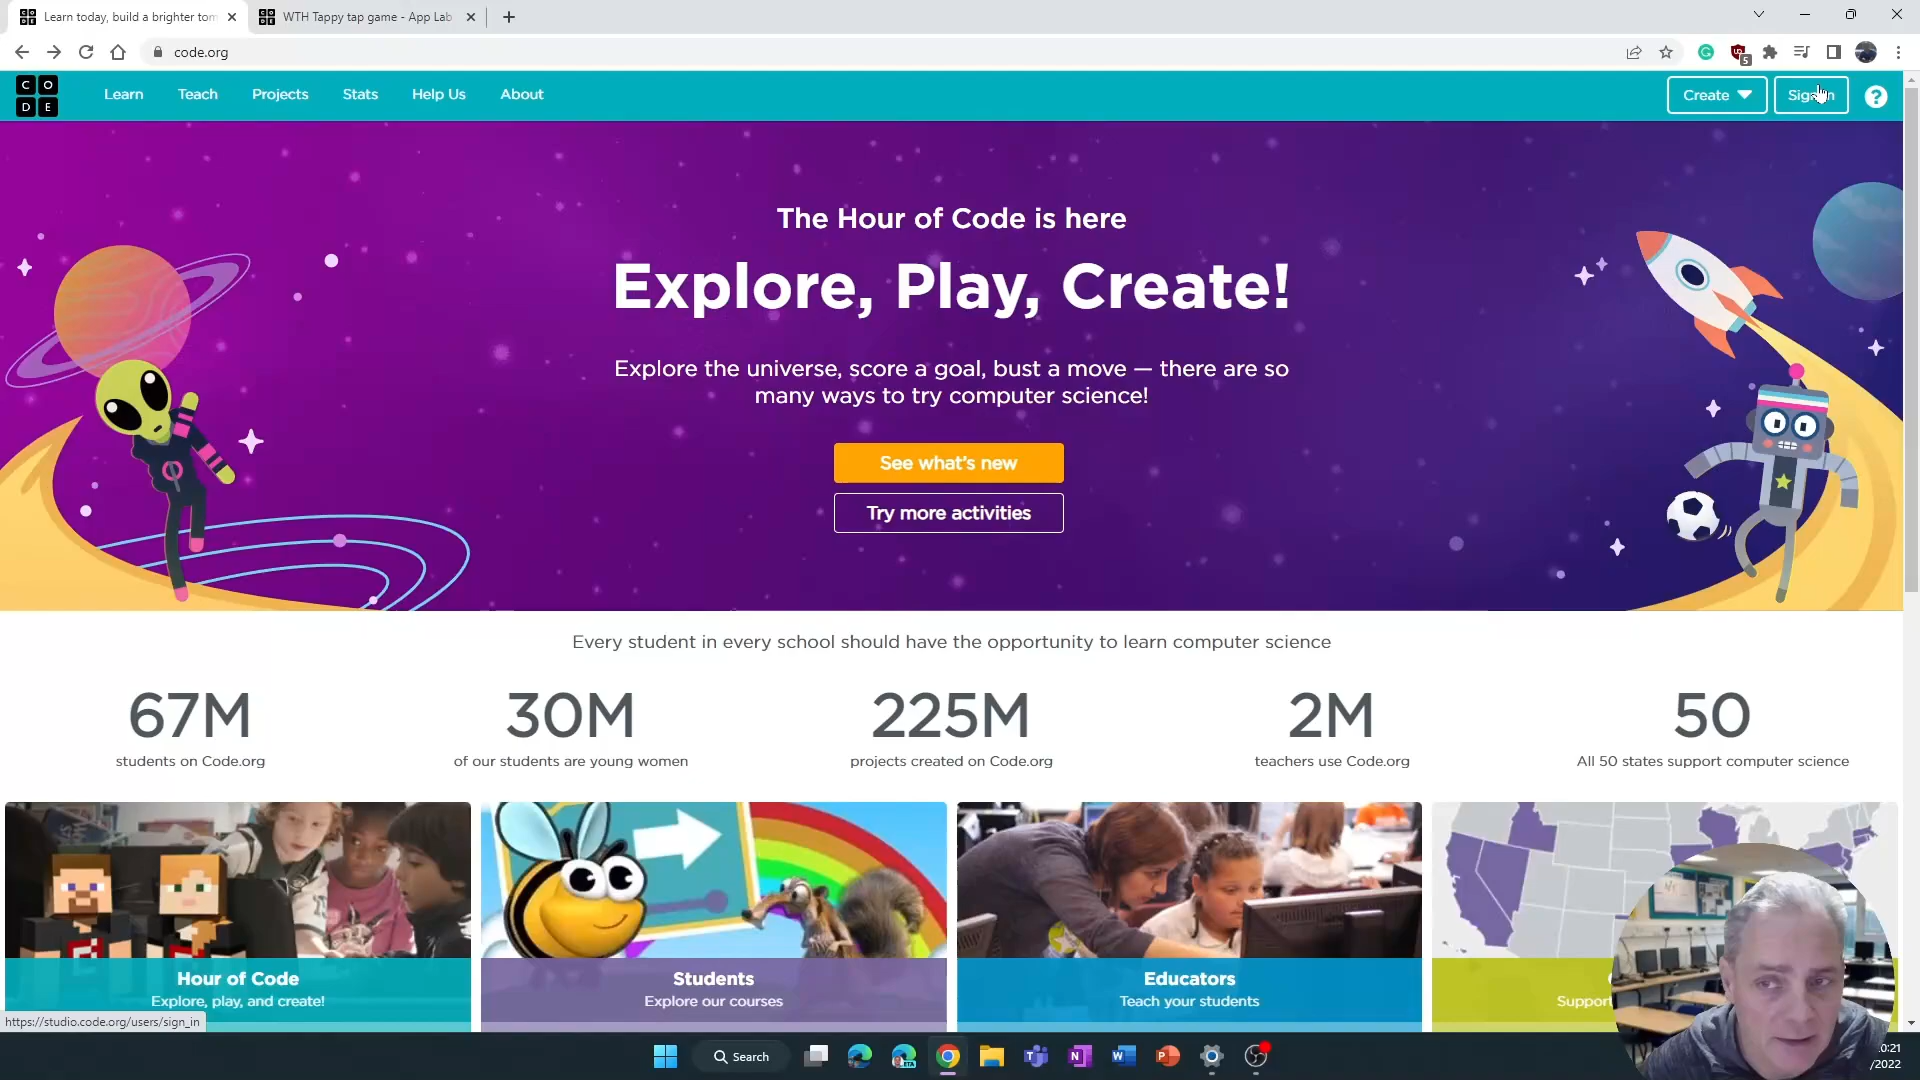 Learn today, build a brighter tom
WTH Tappy tap game - App Lab
code.org
5
CODE
Learn
Teach
Projects
Stats
Help Us
About
Create
Sign in
?
The Hour of Code is here
Explore, Play, Create!
Explore the universe, score a goal, bust a move — there are so
many ways to try computer science!
See what's new
Try more activities
Every student in every school should have the opportunity to learn computer science
67M
students on Code.org
30M
of our students are young women
225M
projects created on Code.org
2M
teachers use Code.org
50
All 50 states support computer science
Hour of Code
Explore, play, and create!
Students
Explore our courses
Educators
Teach your students
Support
https://studio.code.org/users/sign_in
Search
0:21
/2022